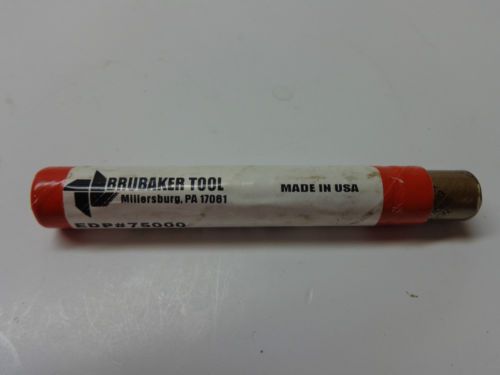 BRUBAKER TOOL
Millersburg, PA 17061
MADE IN USA
EDP#75000